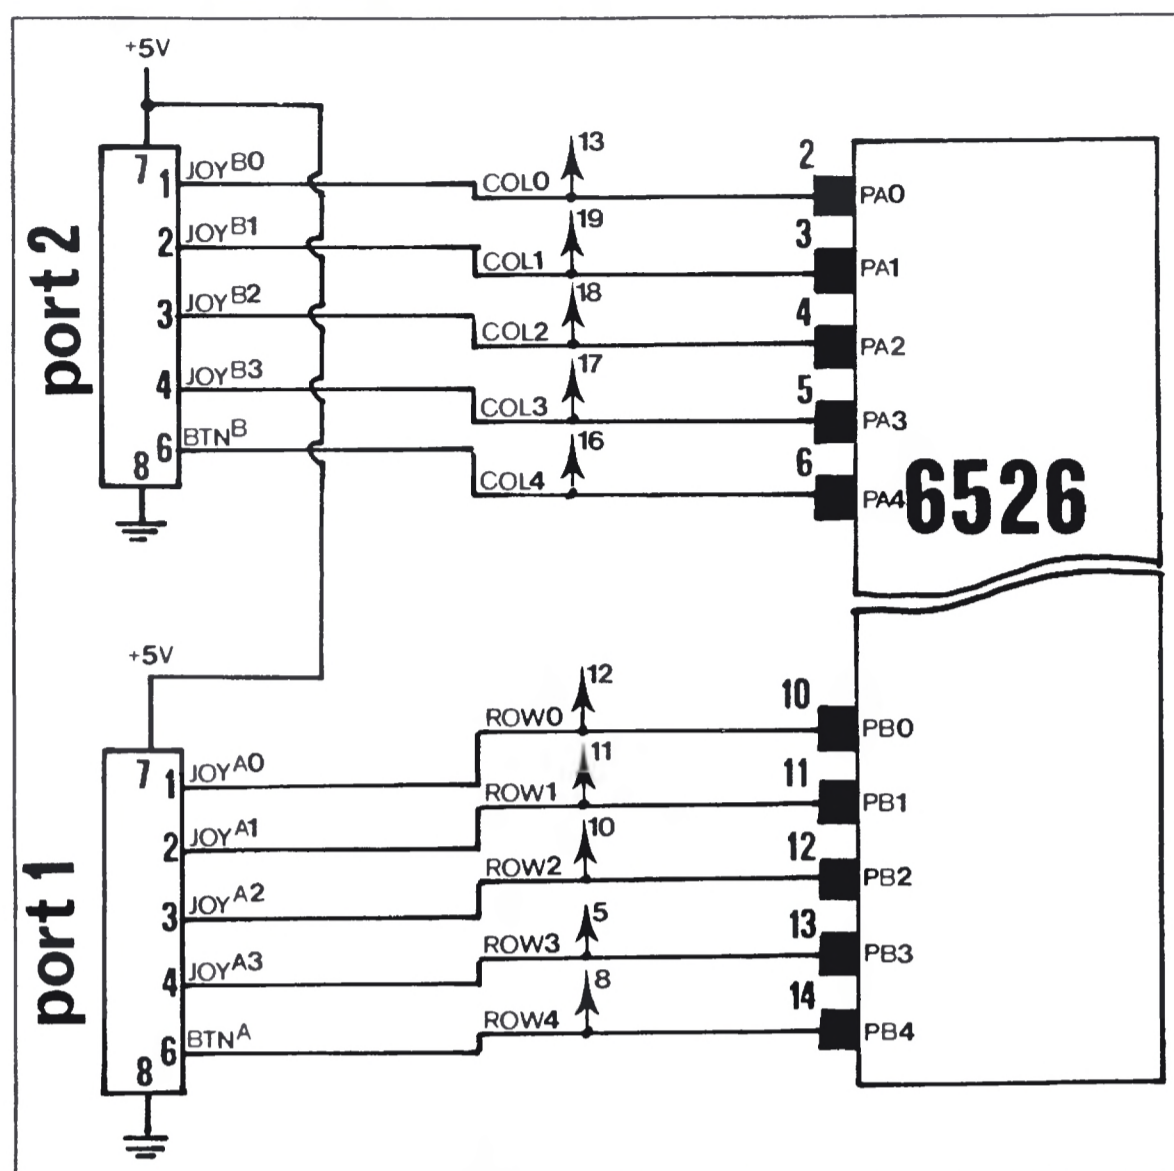 +5V
port 2
7
1 JOYB0
2 JOYB1
3 JOYB2
4 JOYB3
6 BTNB
8
COL0 13
COL1 19
COL2 18
COL3 17
COL4 16
2 PA0
3 PA1
4 PA2
5 PA3
6 PA4
6526
+5V
port 1
7
1 JOYA0
2 JOYA1
3 JOYA2
4 JOYA3
6 BTNA
8
ROW0 12
ROW1 11
ROW2 10
ROW3 5
ROW4 8
10 PB0
11 PB1
12 PB2
13 PB3
14 PB4